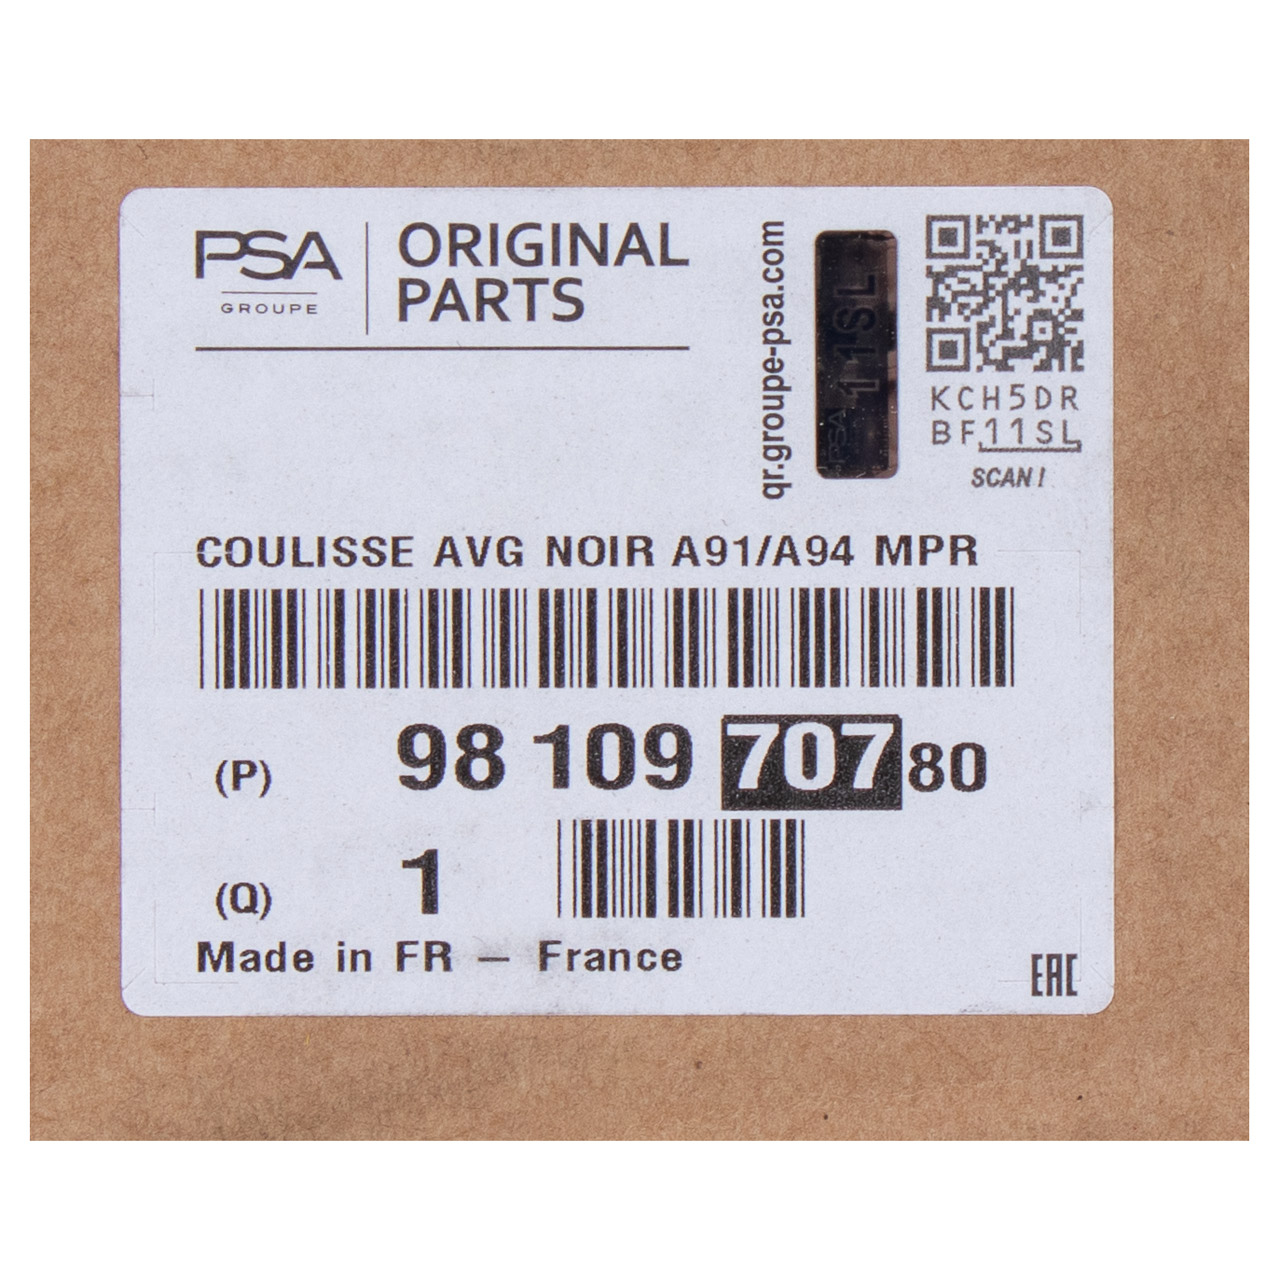 PSA
GROUPE
ORIGINAL
PARTS
qr.groupe-psa.com
PSA 11SL
KCH5DR
BF11SL
SCAN!
COULISSE AVG NOIR A91/A94 MPR
(P) 98 109 707 80
(Q) 1
Made in FR – France
EAC